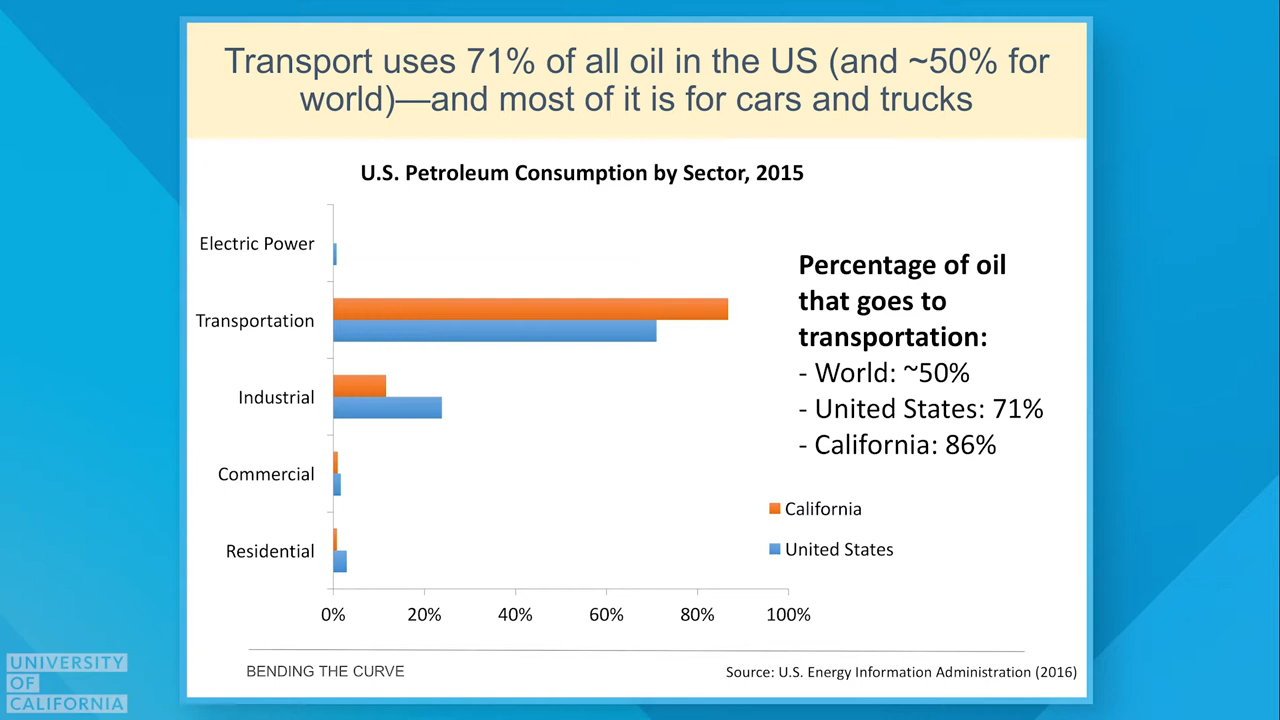 Transport uses 71% of all oil in the US (and ~50% for
world)—and most of it is for cars and trucks
U.S. Petroleum Consumption by Sector, 2015
Electric Power
Transportation
Industrial
Commercial
Residential
0% 20% 40% 60% 80% 100%
Percentage of oil
that goes to
transportation:
- World: ~50%
- United States: 71%
- California: 86%
California
United States
BENDING THE CURVE
Source: U.S. Energy Information Administration (2016)
UNIVERSITY
OF
CALIFORNIA